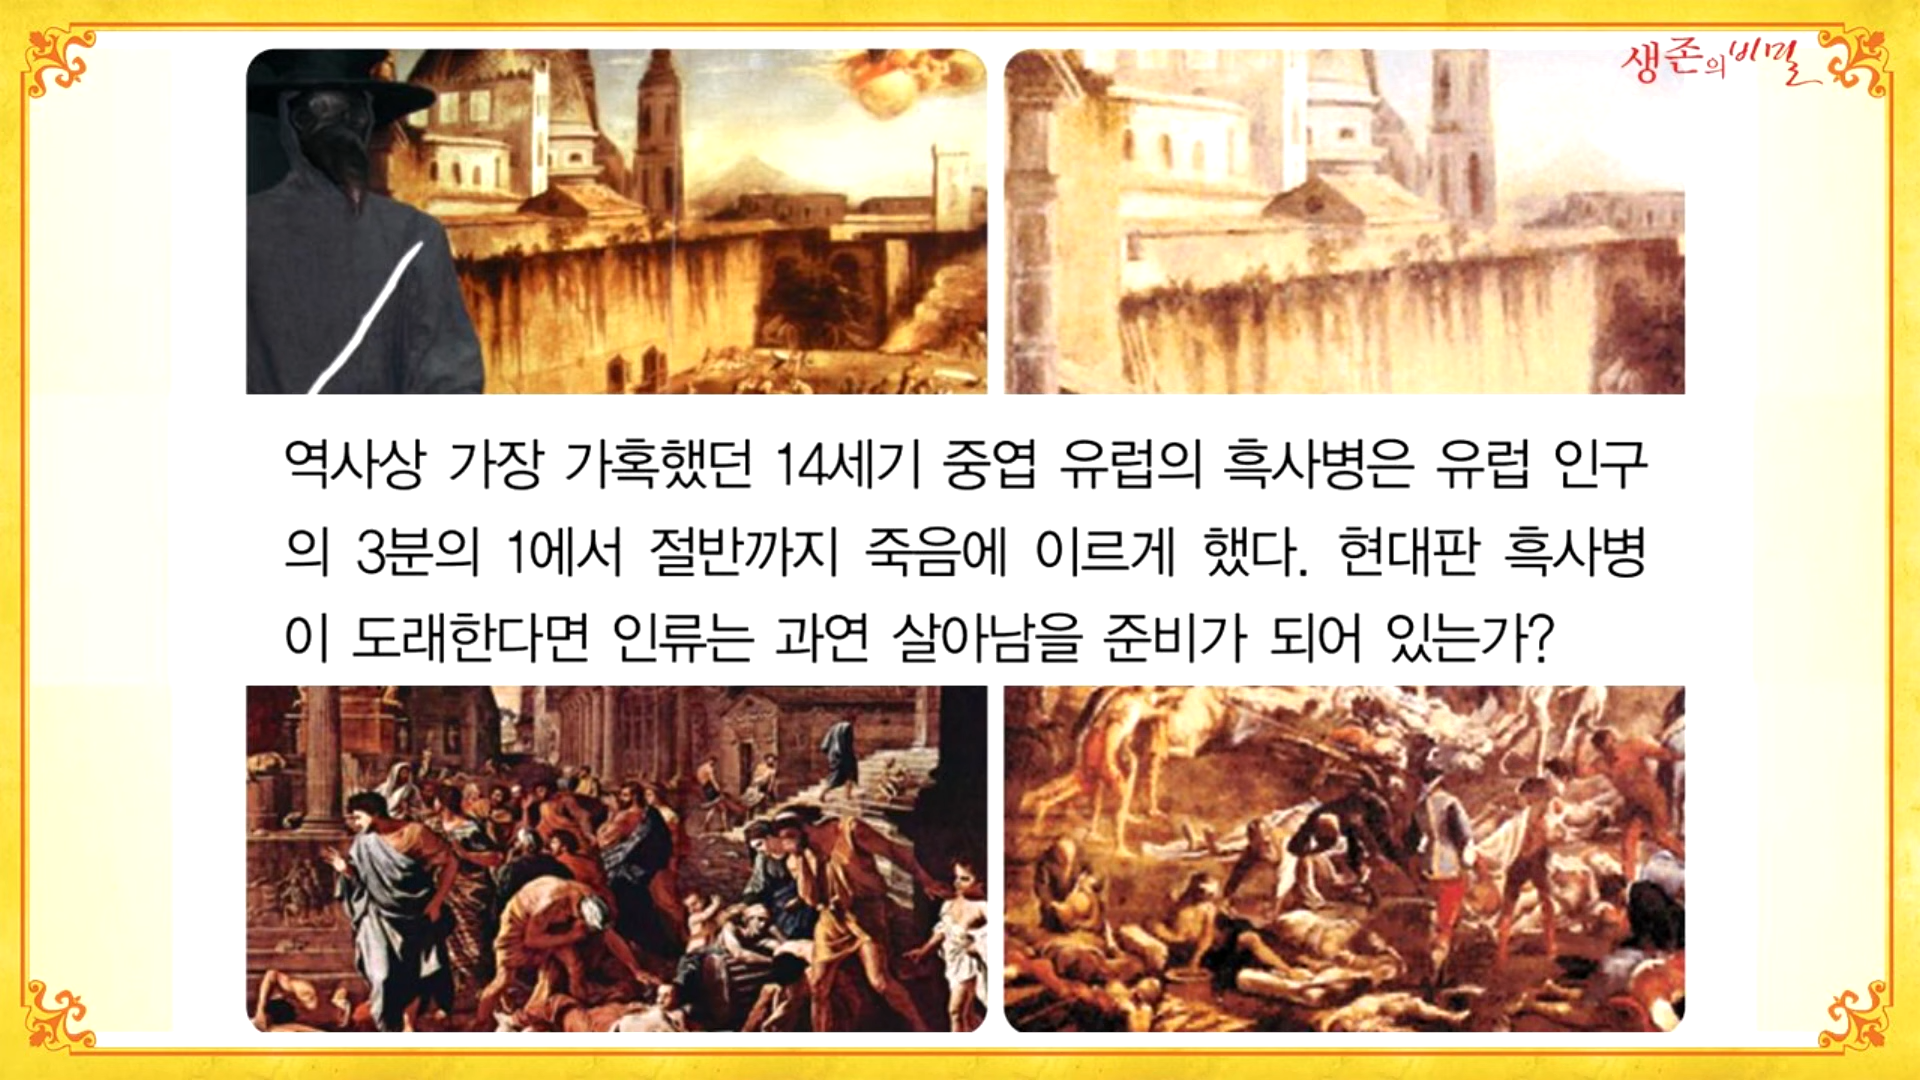 생존의 비밀
역사상 가장 가혹했던 14세기 중엽 유럽의 흑사병은 유럽 인구
의 3분의 1에서 절반까지 죽음에 이르게 했다. 현대판 흑사병
이 도래한다면 인류는 과연 살아남을 준비가 되어 있는가?